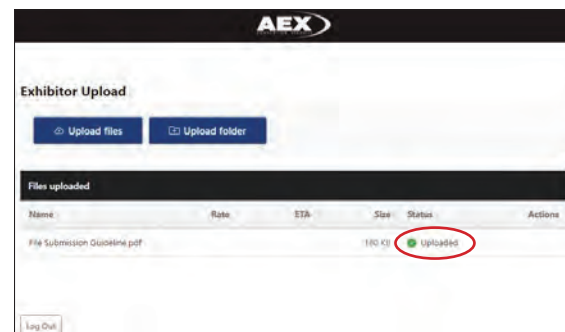 AEX
Exhibitor Upload
Upload files Upload folder
Files uploaded
Name Rate ETA Size Status Actions
File Submission Guideline.pdf 180 KB Uploaded
Log Out